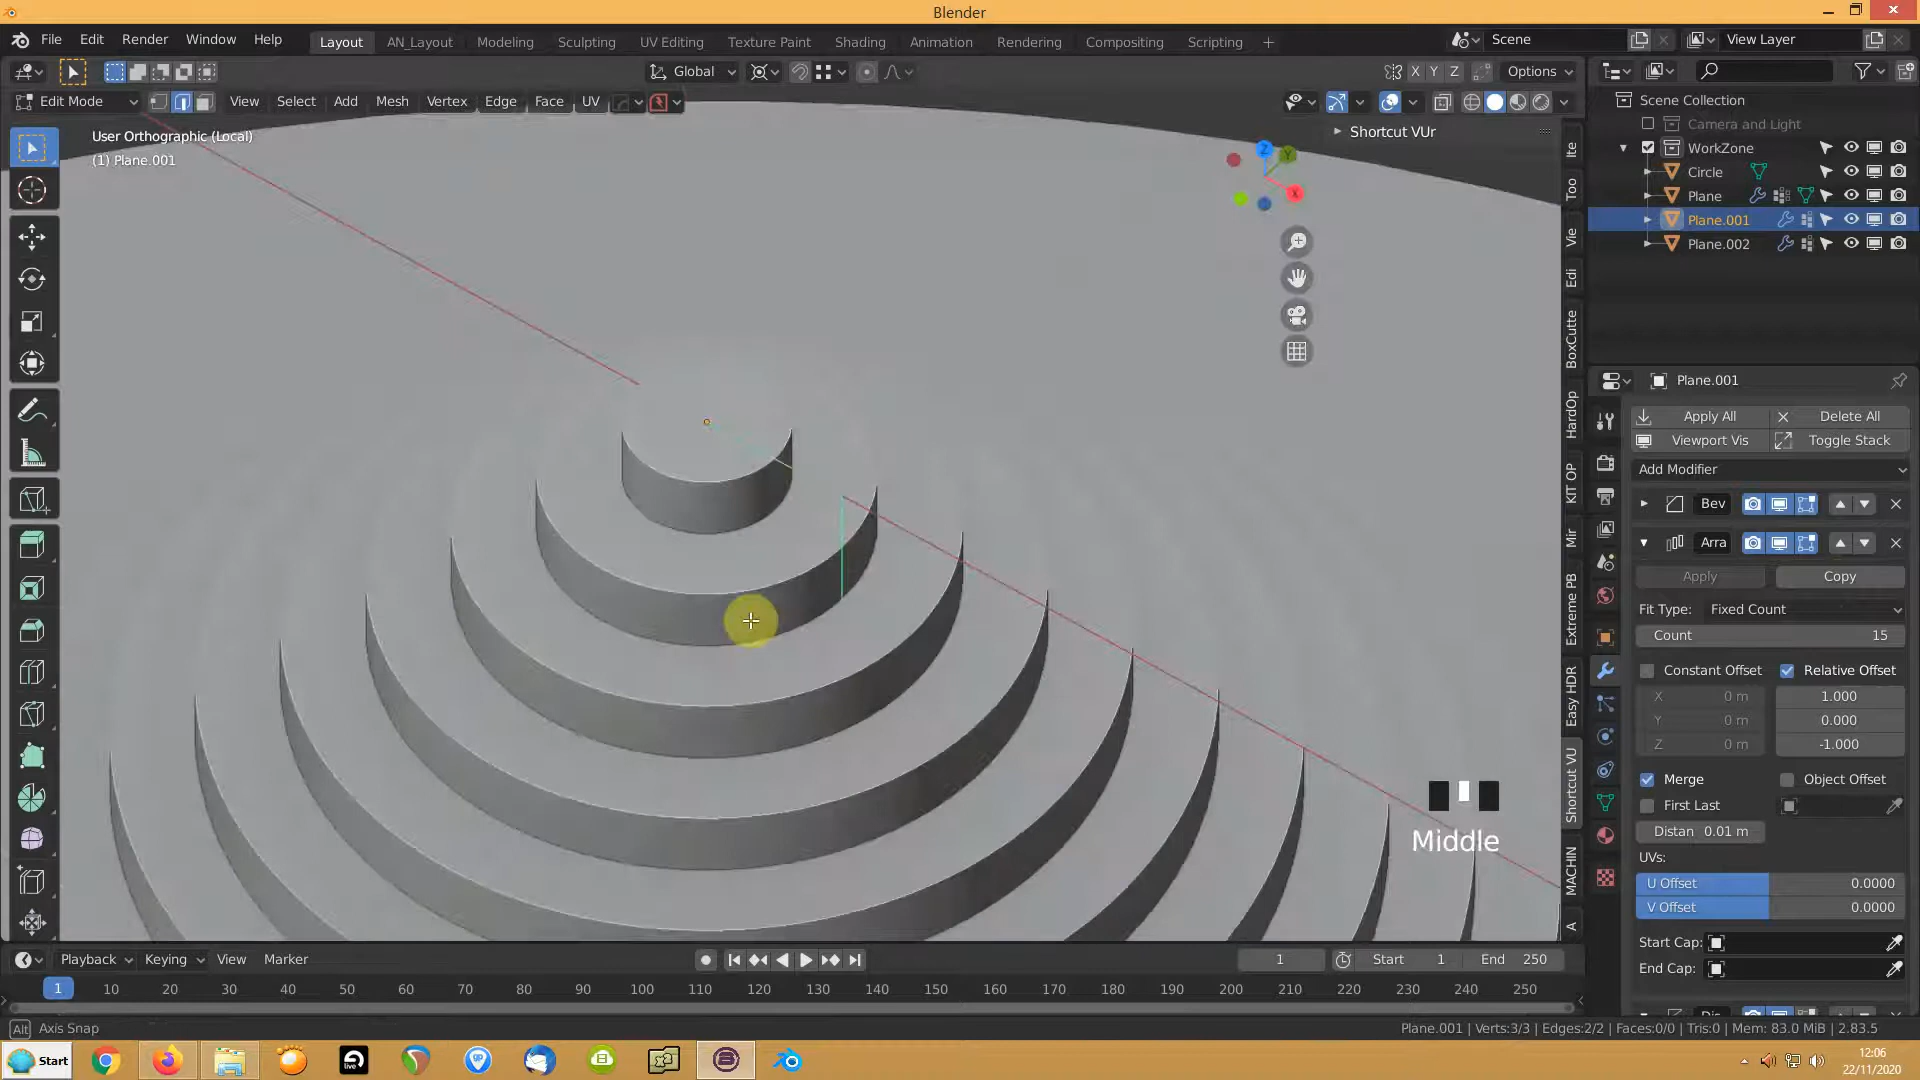 Blender
File Edit Render Window Help
Layout AN_Layout Modeling Sculpting UV Editing Texture Paint Shading Animation Rendering Compositing Scripting +
Scene
View Layer
Global
X Y Z Options
Edit Mode View Select Add Mesh Vertex Edge Face UV
User Orthographic (Local)
(1) Plane.001
Shortcut VUr
Z
Y
X
Ite
Too
Vie
Edi
BoxCutte
HardOp
KIT OP
Mir
Extreme PB
Easy HDR
Shortcut VU
MACHIN
A
Scene Collection
Camera and Light
WorkZone
Circle
Plane
Plane.001
Plane.002
Plane.001
Apply All Delete All
Viewport Vis Toggle Stack
Add Modifier
Bev
Arra
Apply Copy
Fit Type: Fixed Count
Count 15
Constant Offset Relative Offset
X 0 m 1.000
Y 0 m 0.000
Z 0 m -1.000
Merge Object Offset
First Last
Distan 0.01 m
UVs:
U Offset 0.0000
V Offset 0.0000
Start Cap:
End Cap:
Middle
Playback Keying View Marker
1 Start 1 End 250
1 10 20 30 40 50 60 70 80 90 100 110 120 130 140 150 160 170 180 190 200 210 220 230 240 250
Alt Axis Snap
Plane.001 | Verts:3/3 | Edges:2/2 | Faces:0/0 | Tris:0 | Mem: 83.0 MiB | 2.83.5
Start
live
12:06
22/11/2020